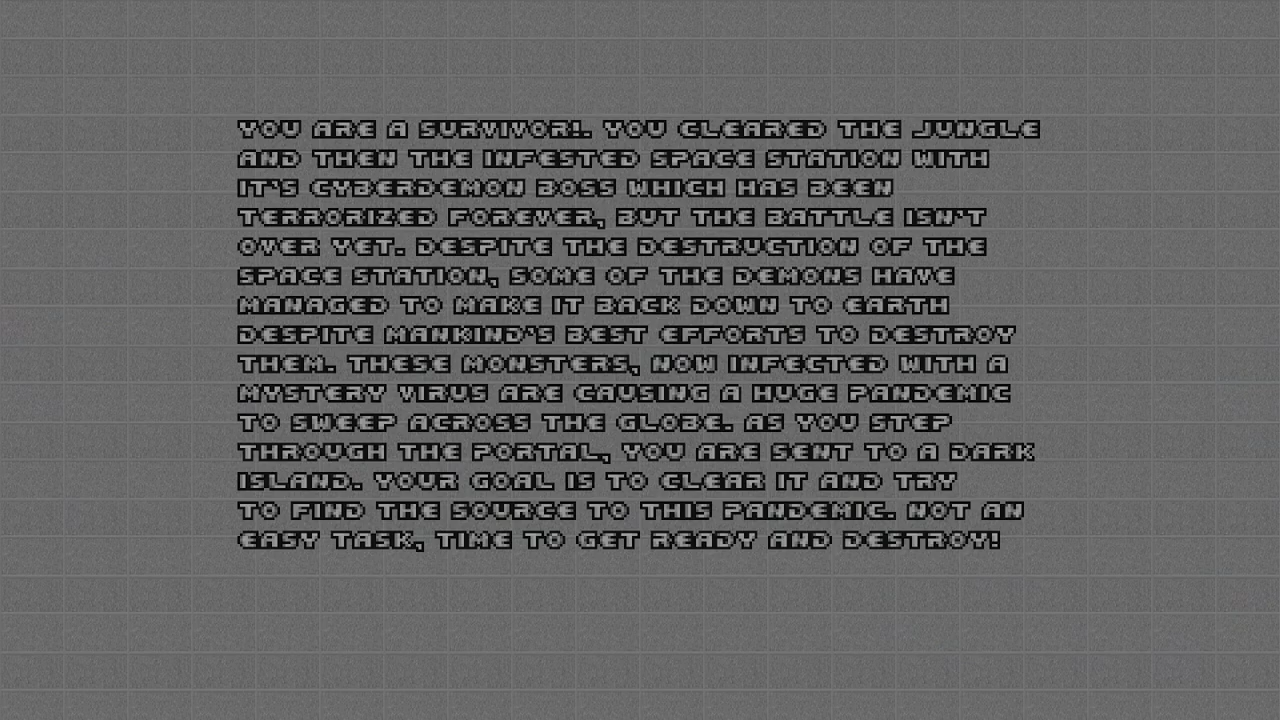 YOU ARE A SURVIVOR!. YOU CLEARED THE JUNGLE
AND THEN THE INFESTED SPACE STATION WITH
IT'S CYBERDEMON BOSS WHICH HAS BEEN
TERRORIZED FOREVER, BUT THE BATTLE ISN'T
OVER YET. DESPITE THE DESTRUCTION OF THE
SPACE STATION, SOME OF THE DEMONS HAVE
MANAGED TO MAKE IT BACK DOWN TO EARTH
DESPITE MANKIND'S BEST EFFORTS TO DESTROY
THEM. THESE MONSTERS, NOW INFECTED WITH A
MYSTERY VIRUS ARE CAUSING A HUGE PANDEMIC
TO SWEEP ACROSS THE GLOBE. AS YOU STEP
THROUGH THE PORTAL, YOU ARE SENT TO A DARK
ISLAND. YOUR GOAL IS TO CLEAR IT AND TRY
TO FIND THE SOURCE TO THIS PANDEMIC. NOT AN
EASY TASK, TIME TO GET READY AND DESTROY!